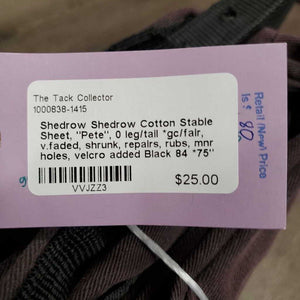 The Tack Collector
1000838-1415
Shedrow Shedrow Cotton Stable
Sheet, "Pete", 0 leg/tail *gc/fair,
v.faded, shrunk, repairs, rubs, mnr
holes, velcro added Black 84 *75"
VVJZZ3
$25.00
Retail (New) Price
Is: $ 80